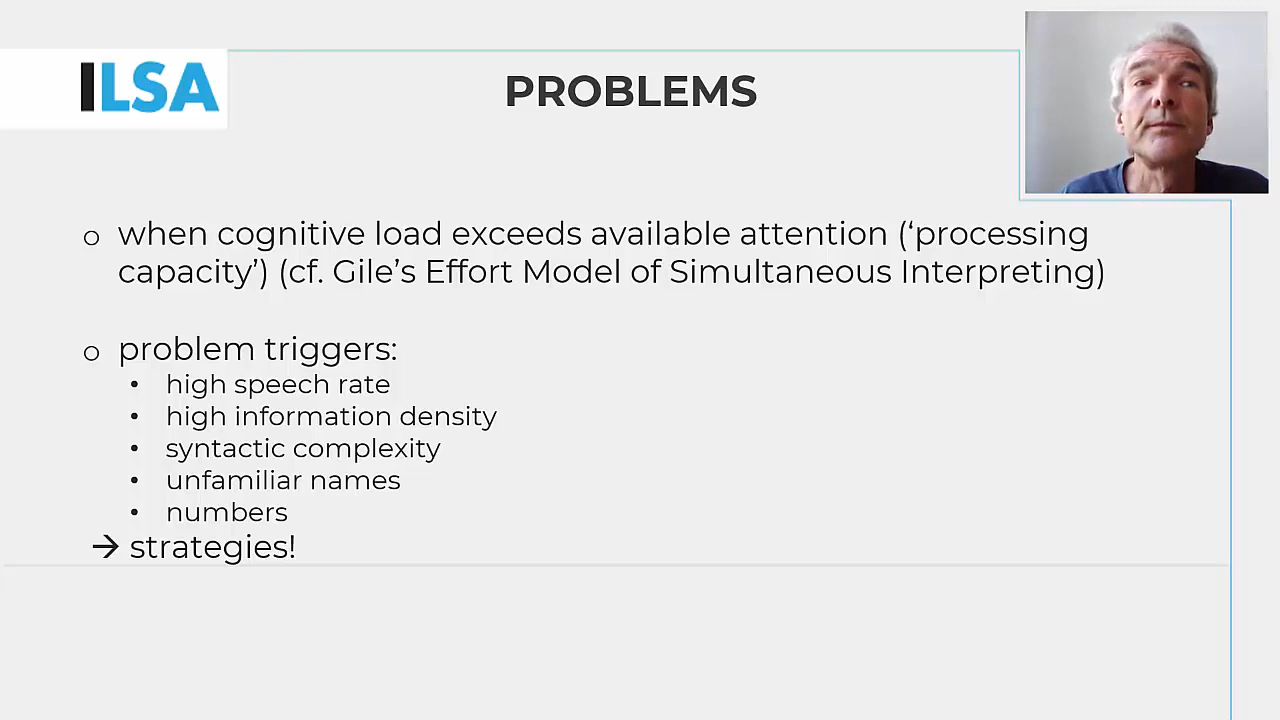 ILSA
PROBLEMS
o when cognitive load exceeds available attention (‘processing
capacity’) (cf. Gile’s Effort Model of Simultaneous Interpreting)
o problem triggers:
• high speech rate
• high information density
• syntactic complexity
• unfamiliar names
• numbers
→ strategies!